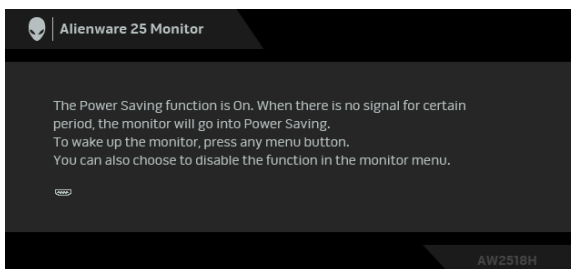 Alienware 25 Monitor
The Power Saving function is On. When there is no signal for certain
period, the monitor will go into Power Saving.
To wake up the monitor, press any menu button.
You can also choose to disable the function in the monitor menu.
AW2518H